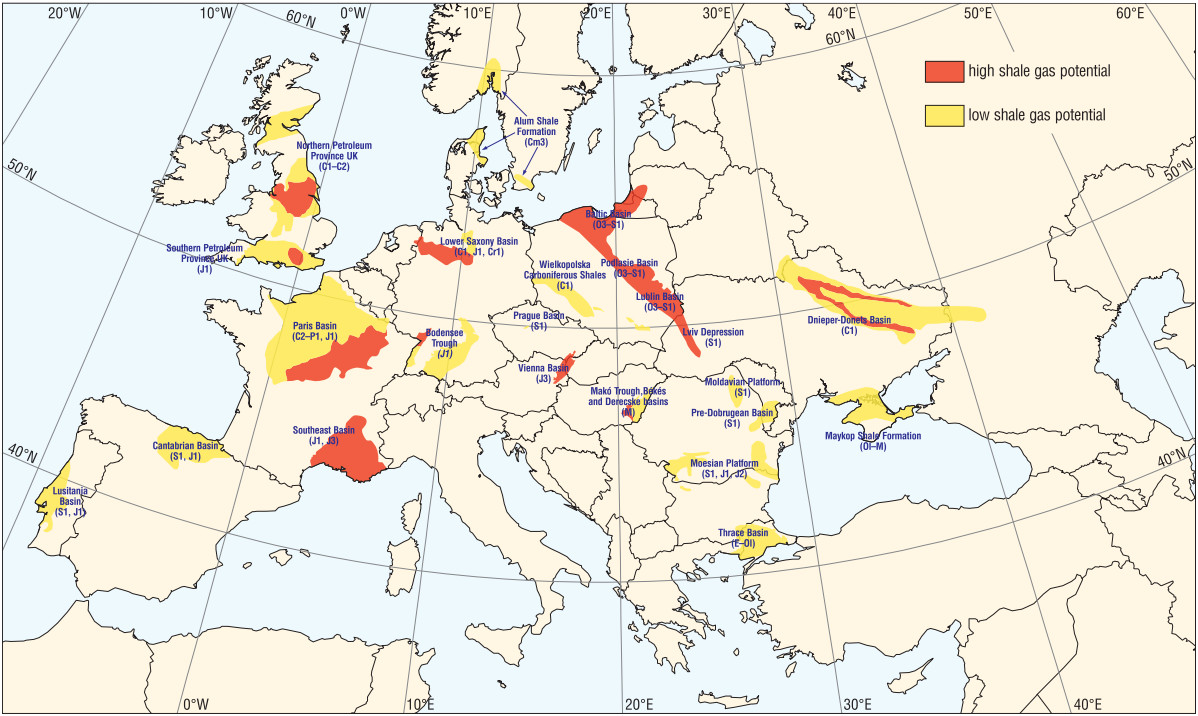 20°W
10°W
60°N
0°W
10°E
20°E
30°E
40°E
50°E
60°E
60°N
high shale gas potential
low shale gas potential
Alum Shale
Formation
(Cm3)
Northern Petroleum
Province UK
(C1–C2)
50°N
50°N
Baltic Basin
(O3–S1)
Southern Petroleum
Province UK
(J1)
Lower Saxony Basin
(C1, J1, Cr1)
Wielkopolska
Carboniferous Shales
(C1)
Podlasie Basin
(O3–S1)
Lublin Basin
(O3–S1)
Prague Basin
(S1)
Paris Basin
(C2–P1, J1)
Bodensee
Trough
(J1)
Lviv Depression
(S1)
Dnieper-Donets Basin
(C1)
Vienna Basin
(J3)
Makó Trough,Békés
and Derecske basins
(M)
Moldavian Platform
(S1)
Pre-Dobrugean Basin
(S1)
Southeast Basin
(J1, J3)
Maykop Shale Formation
(Ol–M)
Cantabrian Basin
(S1, J1)
40°N
40°N
Moesian Platform
(S1, J1, J2)
Lusitania
Basin
(S1, J1)
Thrace Basin
(E–Ol)
0°W
10°E
20°E
30°E
40°E